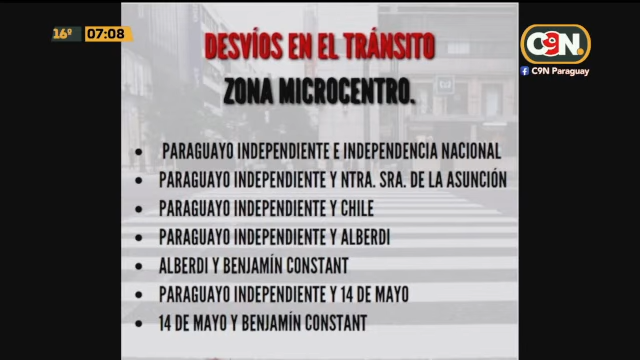 16º
07:08
C9N
C9N Paraguay
DESVÍOS EN EL TRÁNSITO
ZONA MICROCENTRO.
• PARAGUAYO INDEPENDIENTE E INDEPENDENCIA NACIONAL
• PARAGUAYO INDEPENDIENTE Y NTRA. SRA. DE LA ASUNCIÓN
• PARAGUAYO INDEPENDIENTE Y CHILE
• PARAGUAYO INDEPENDIENTE Y ALBERDI
• ALBERDI Y BENJAMÍN CONSTANT
• PARAGUAYO INDEPENDIENTE Y 14 DE MAYO
• 14 DE MAYO Y BENJAMÍN CONSTANT